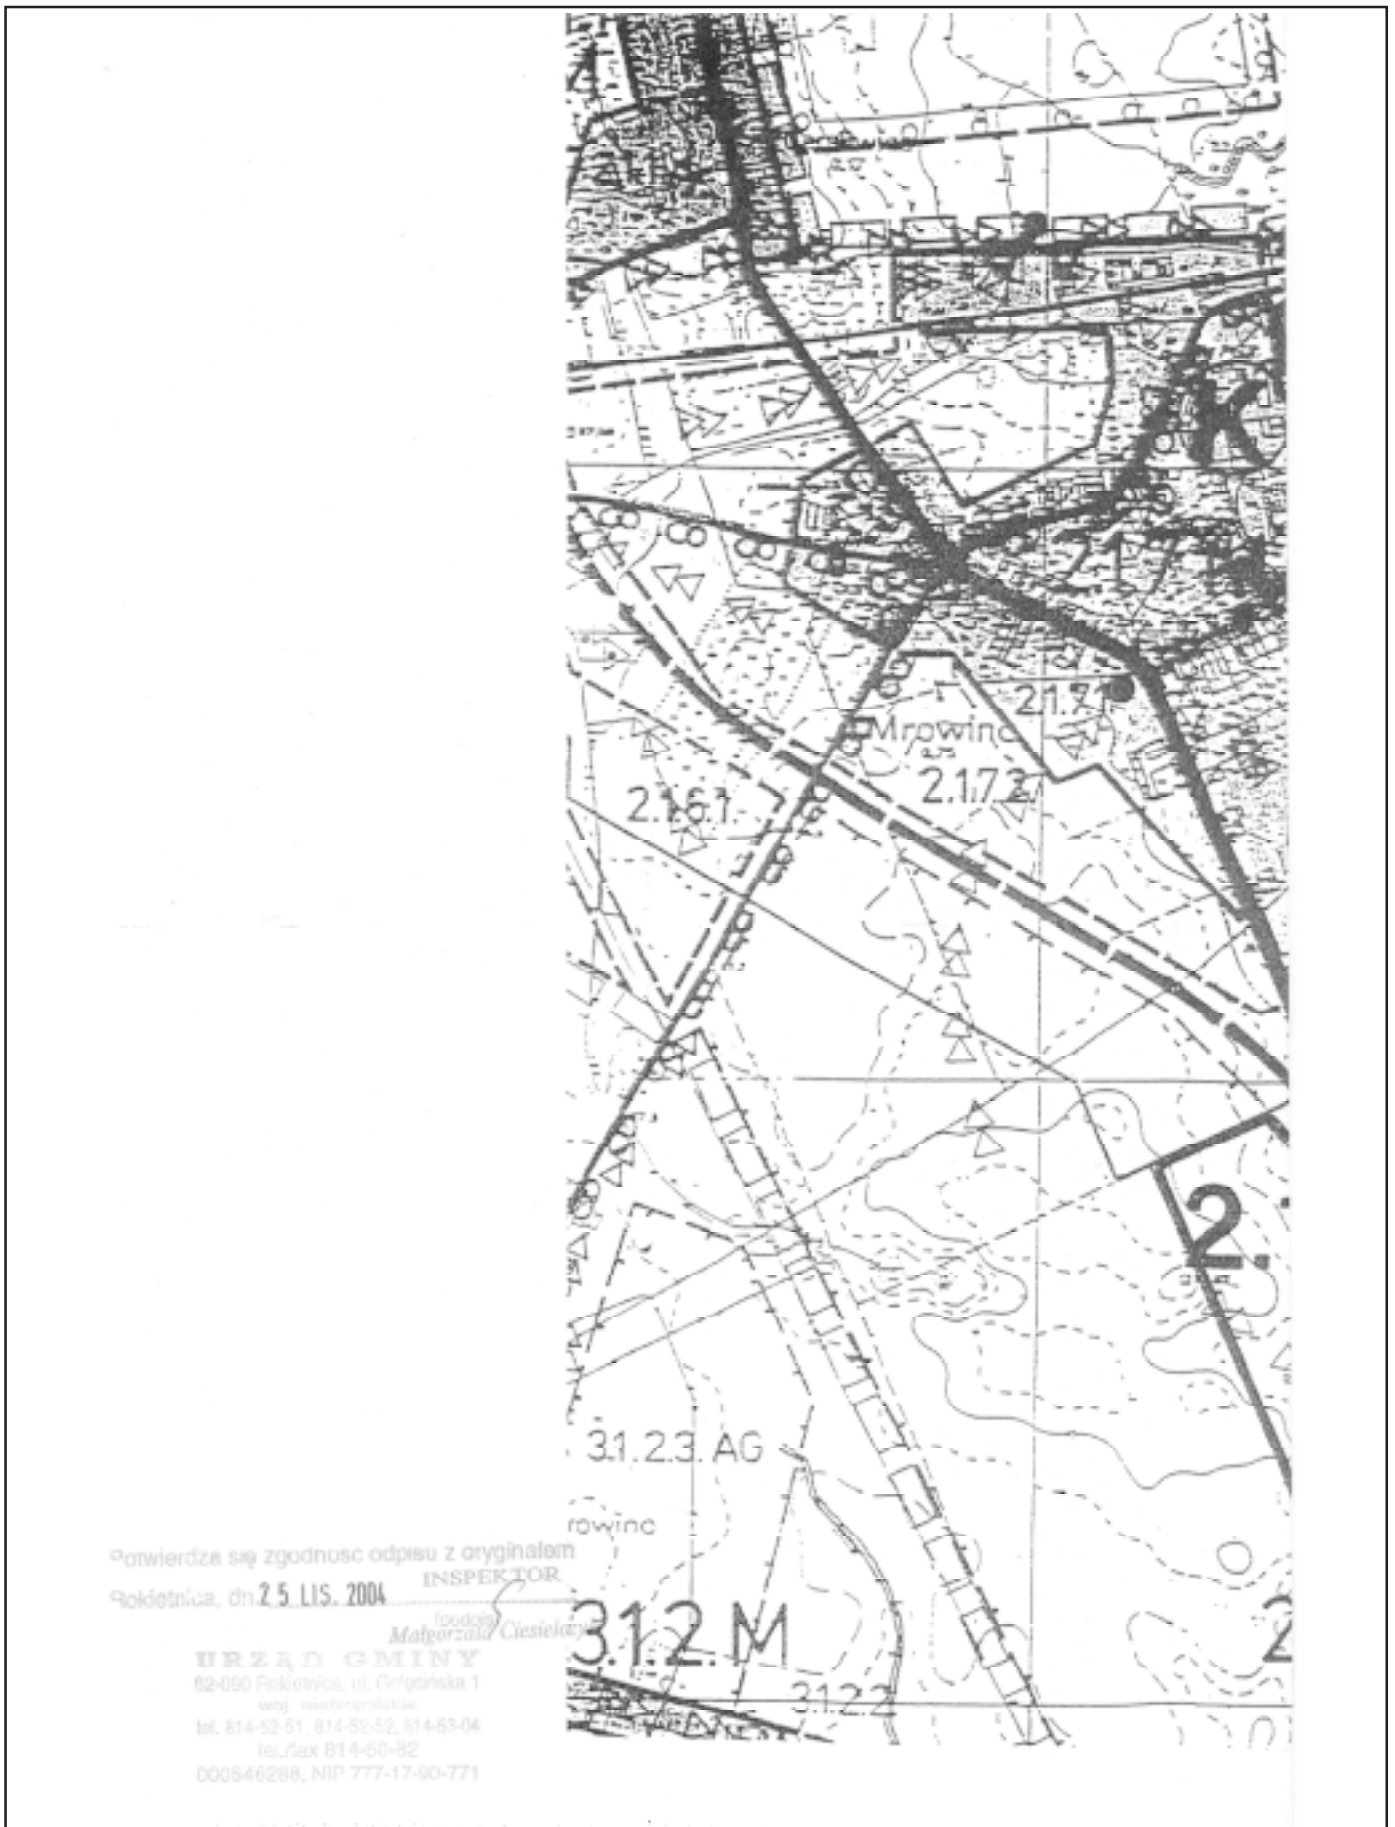 K
2.1.7.1
Mrowino
2.1.7.2.
2.1.6.1.
2.
3.1.2.3. AG
rowino
Potwierdza się zgodność odpisu z oryginałem
Rokietnica, dn. 25 LIS. 2004
INSPEKTOR
(podpis)
Małgorzata
3.1.2. M
2
URZĄD GMINY
62-090 Rokietnica, ul. Golęcińska 1
woj. wielkopolskie
tel. 814-52-51, 814-52-52, 814-53-04
tel./fax 814-50-82
000546288, NIP 777-17-90-771
3.1.2.2